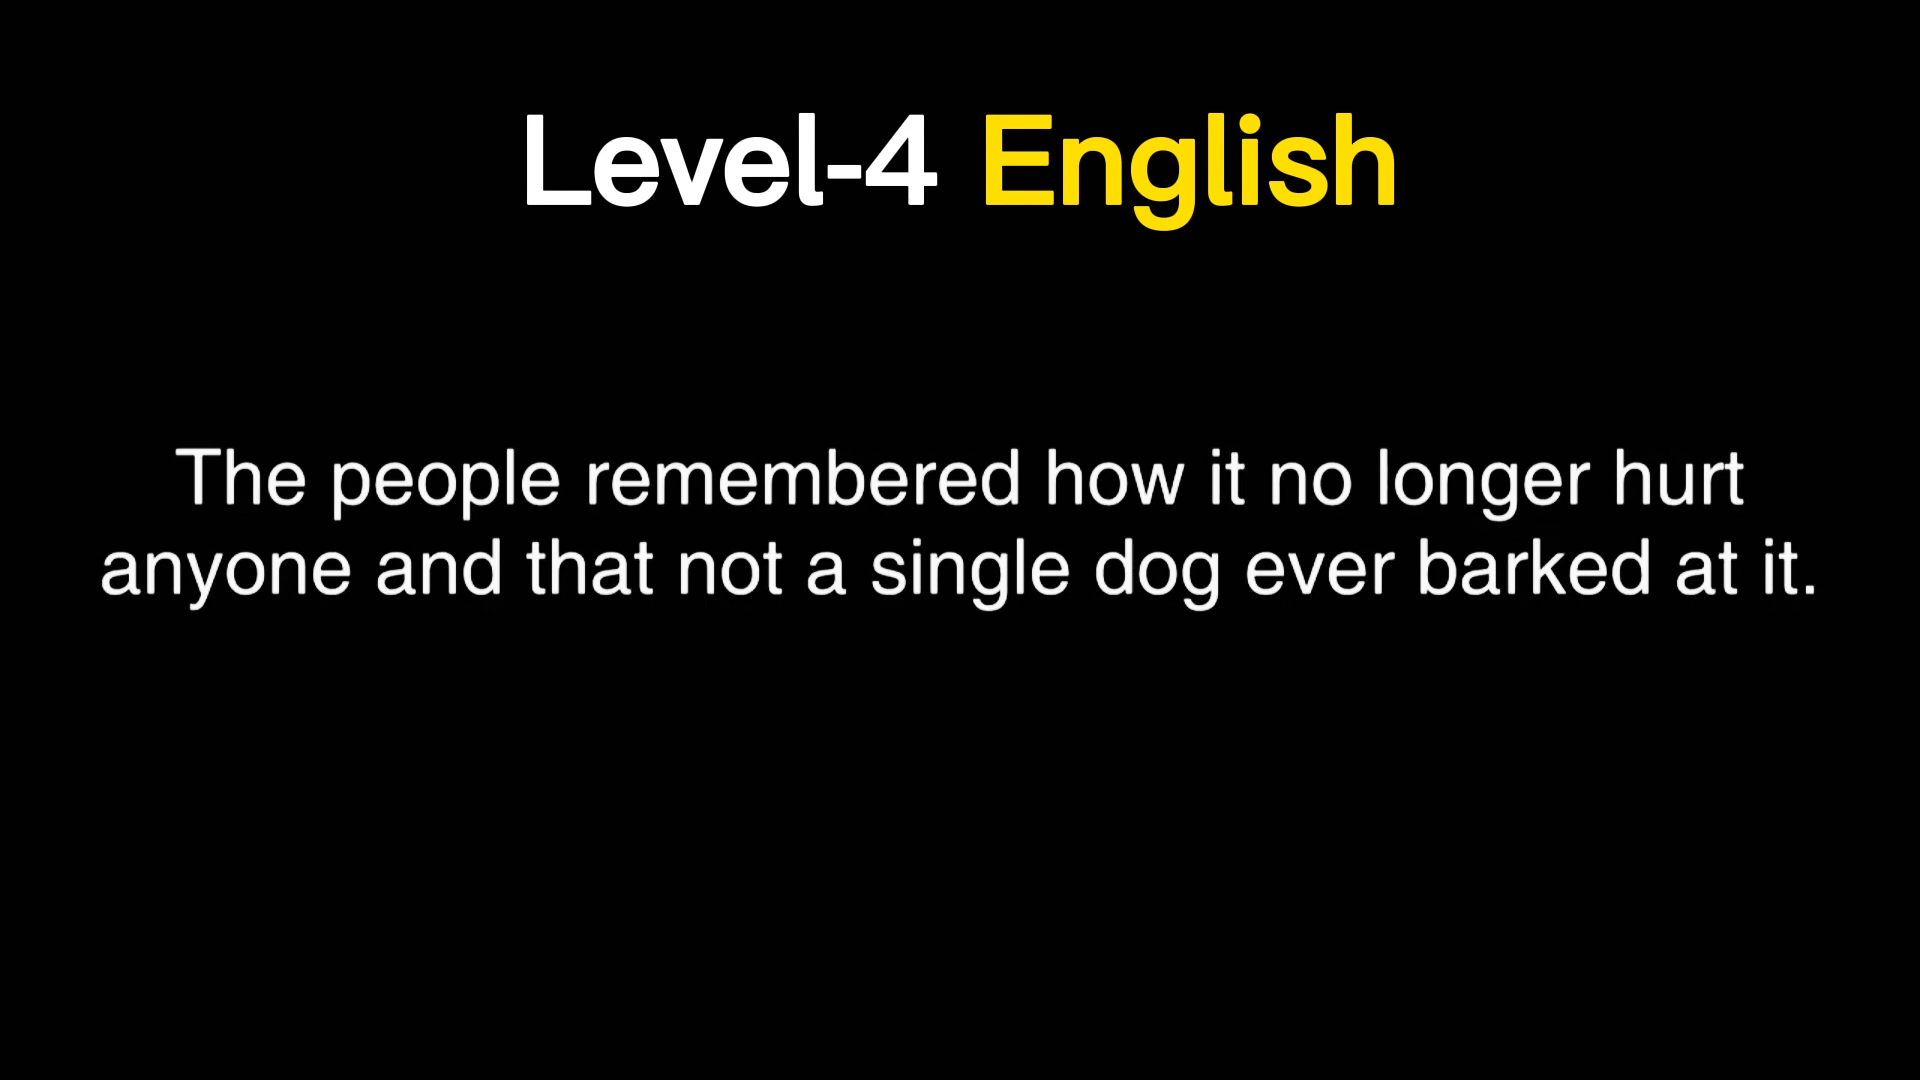 Level-4 English
The people remembered how it no longer hurt
anyone and that not a single dog ever barked at it.